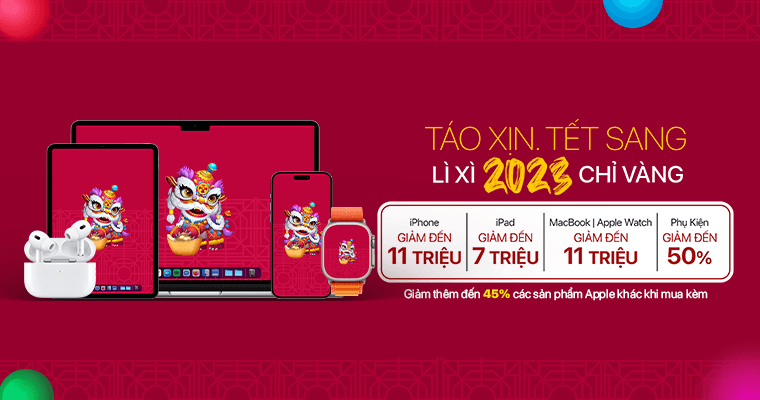 TÁO XỊN. TẾT SANG
LÌ XÌ 2023 CHỈ VÀNG
iPhone
GIẢM ĐẾN
11 TRIỆU
iPad
GIẢM ĐẾN
7 TRIỆU
MacBook | Apple Watch
GIẢM ĐẾN
11 TRIỆU
Phụ Kiện
GIẢM ĐẾN
50%
Giảm thêm đến 45% các sản phẩm Apple khác khi mua kèm